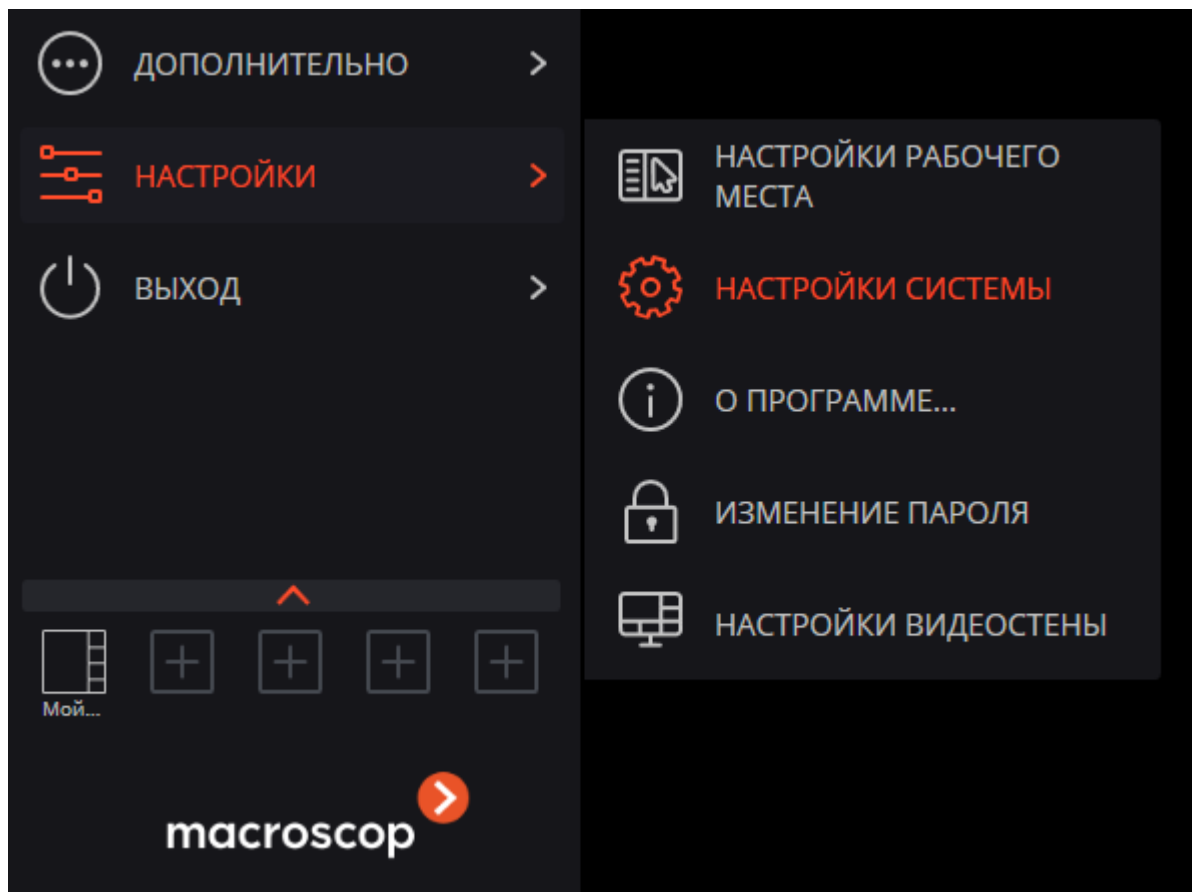 ДОПОЛНИТЕЛЬНО
НАСТРОЙКИ
ВЫХОД
НАСТРОЙКИ РАБОЧЕГО
МЕСТА
НАСТРОЙКИ СИСТЕМЫ
О ПРОГРАММЕ...
ИЗМЕНЕНИЕ ПАРОЛЯ
НАСТРОЙКИ ВИДЕОСТЕНЫ
Мой...
macroscop